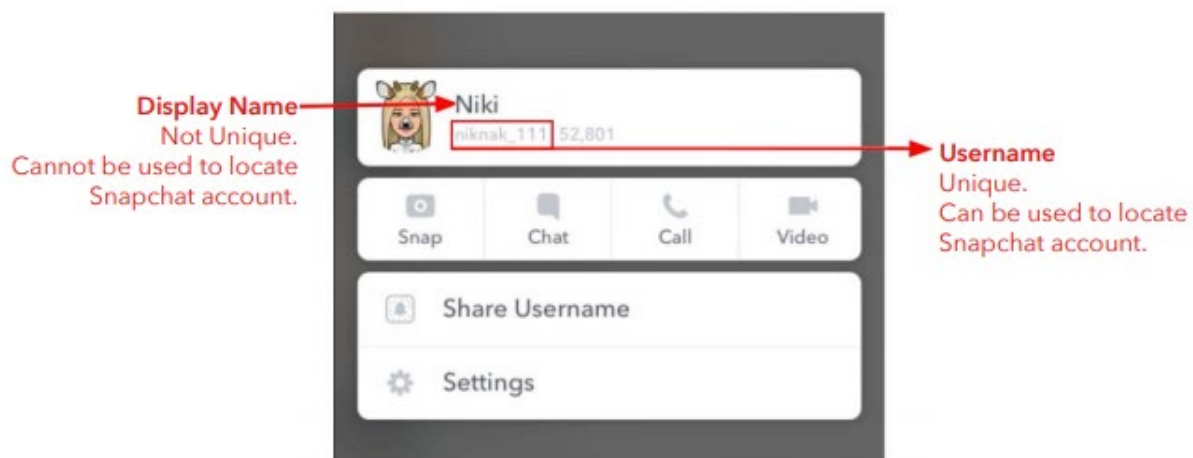 Display Name
Not Unique.
Cannot be used to locate
Snapchat account.
Niki
niknak_111 52,801
Username
Unique.
Can be used to locate
Snapchat account.
Snap
Chat
Call
Video
Share Username
Settings